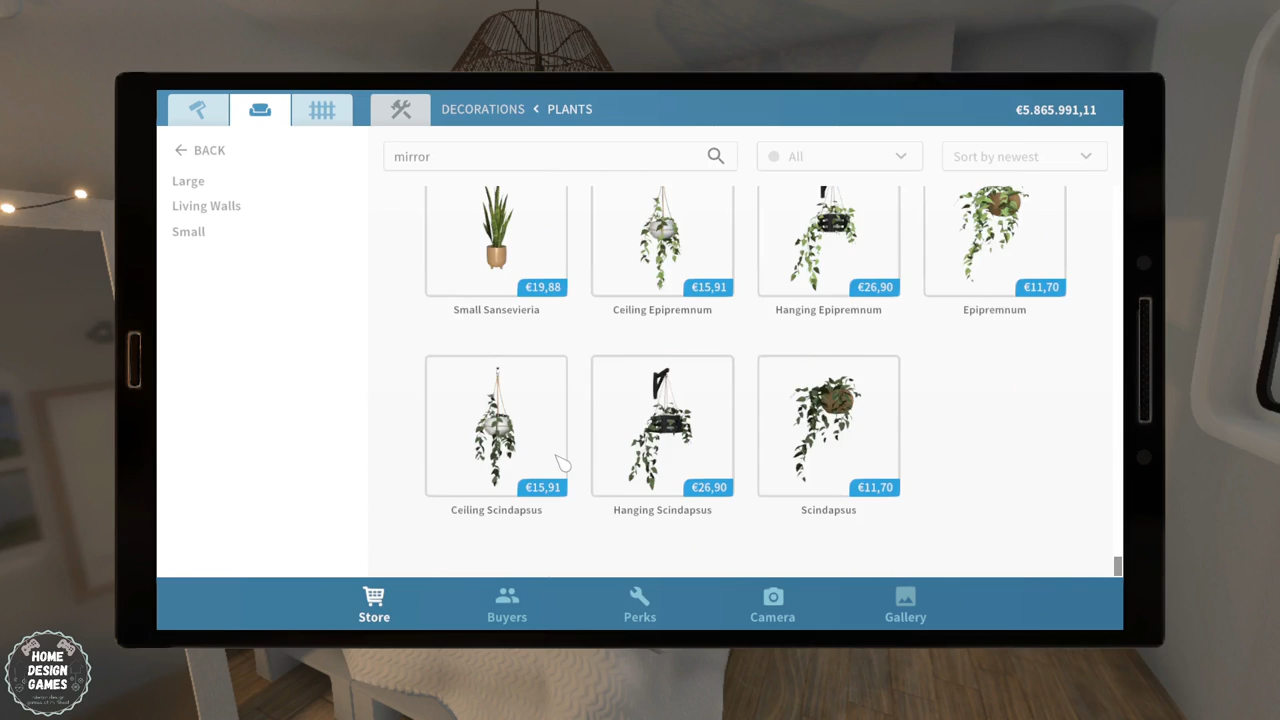 DECORATIONS < PLANTS
€5.865.991,11
BACK
mirror
All
Sort by newest
Large
Living Walls
Small
€19,88
€15,91
€26,90
€11,70
Small Sansevieria
Ceiling Epipremnum
Hanging Epipremnum
Epipremnum
€15,91
€26,90
€11,70
Ceiling Scindapsus
Hanging Scindapsus
Scindapsus
Store
Buyers
Perks
Camera
Gallery
HOME
DESIGN
GAMES